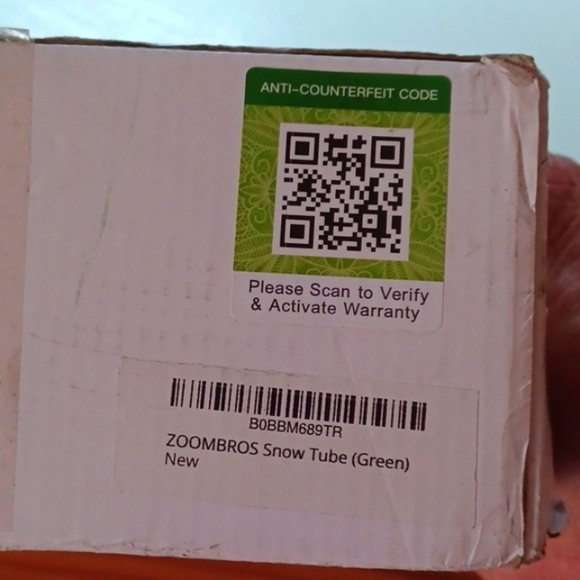 ANTI-COUNTERFEIT CODE
Please Scan to Verify
& Activate Warranty
B0BBM689TR
ZOOMBROS Snow Tube (Green)
New